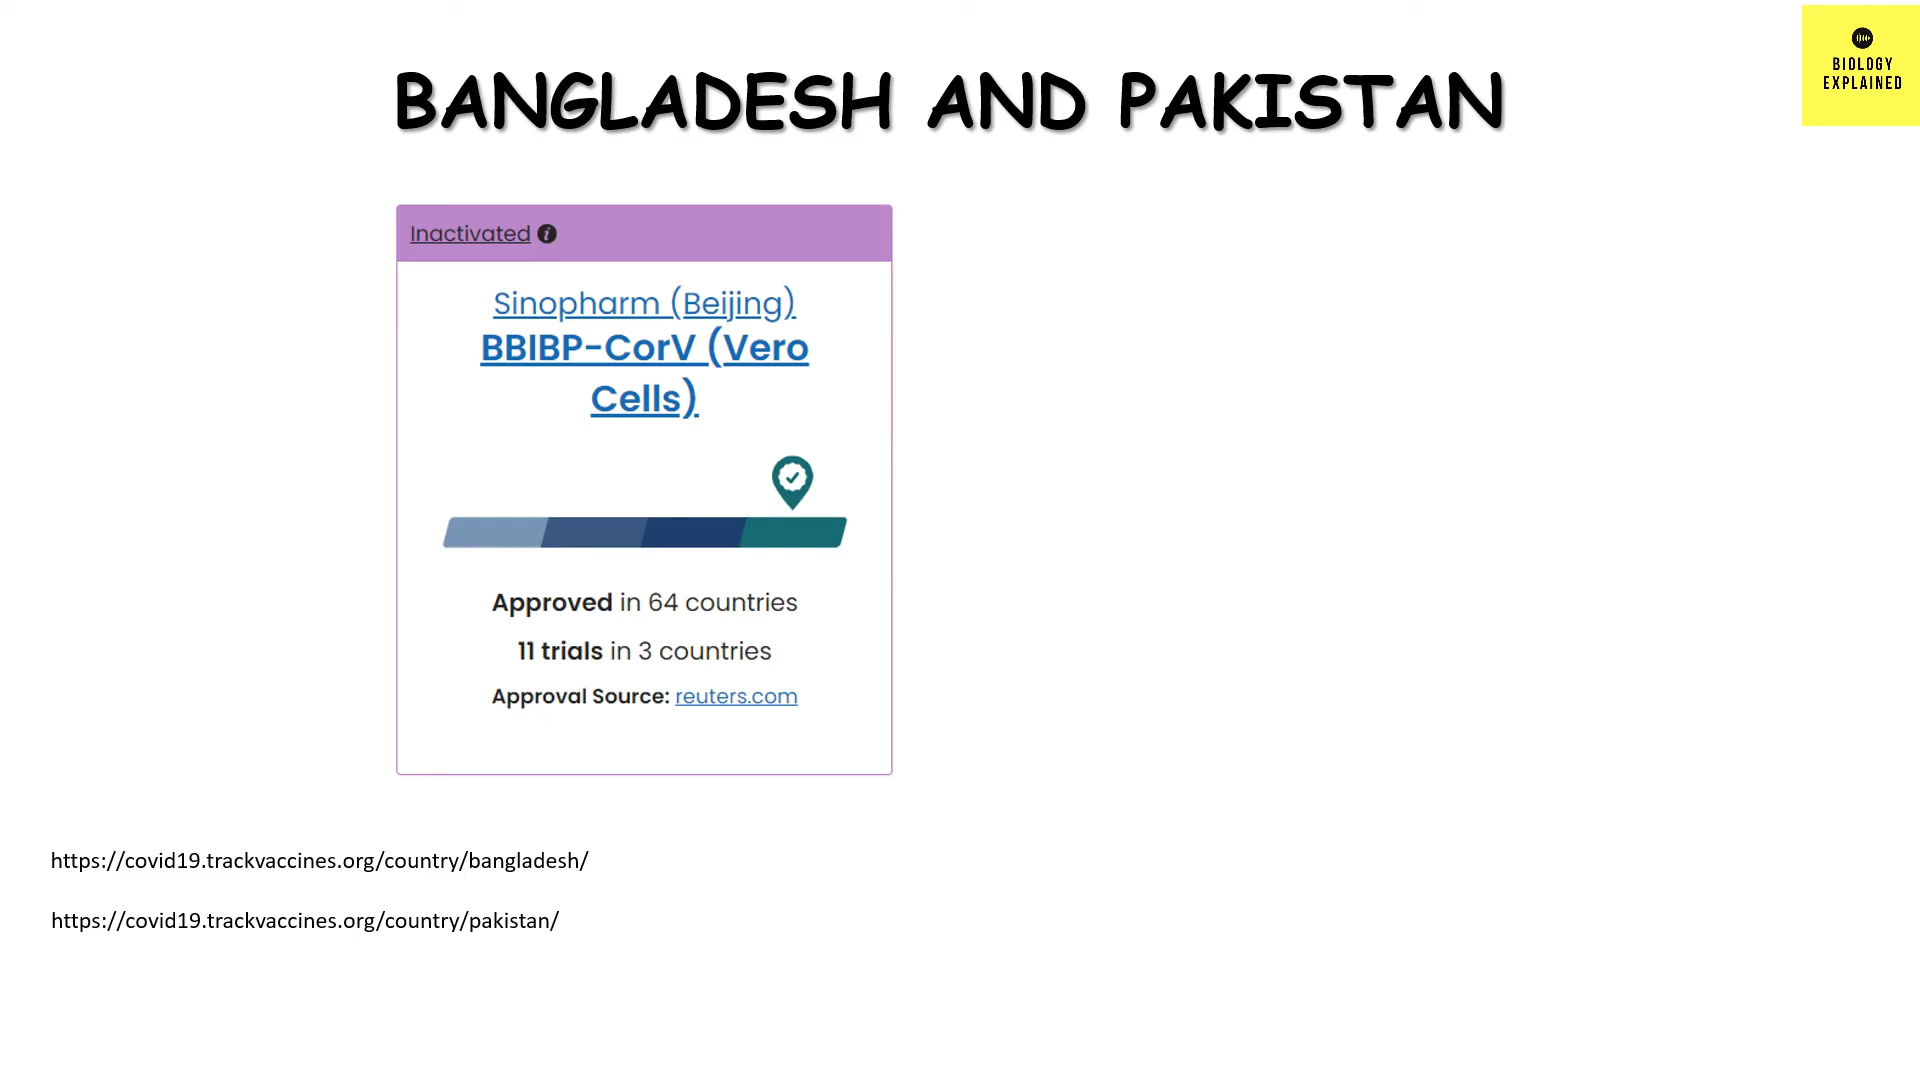 BIOLOGY
EXPLAINED
BANGLADESH AND PAKISTAN
Inactivated
Sinopharm (Beijing)
BBIBP-CorV (Vero
Cells)
Approved in 64 countries
11 trials in 3 countries
Approval Source: reuters.com
https://covid19.trackvaccines.org/country/bangladesh/
https://covid19.trackvaccines.org/country/pakistan/